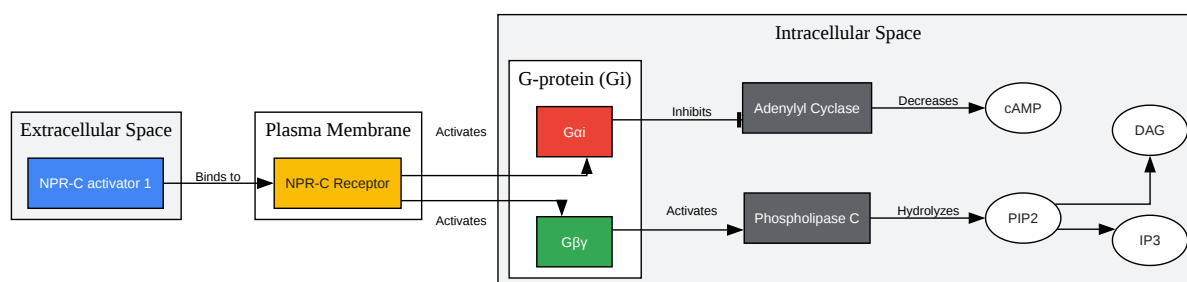 Intracellular Space
G-protein (Gi)
Extracellular Space
Plasma Membrane
Activates
Gαi
Inhibits
Adenylyl Cyclase
Decreases
cAMP
DAG
NPR-C activator 1
Binds to
NPR-C Receptor
Activates
Gβγ
Activates
Phospholipase C
Hydrolyzes
PIP2
IP3